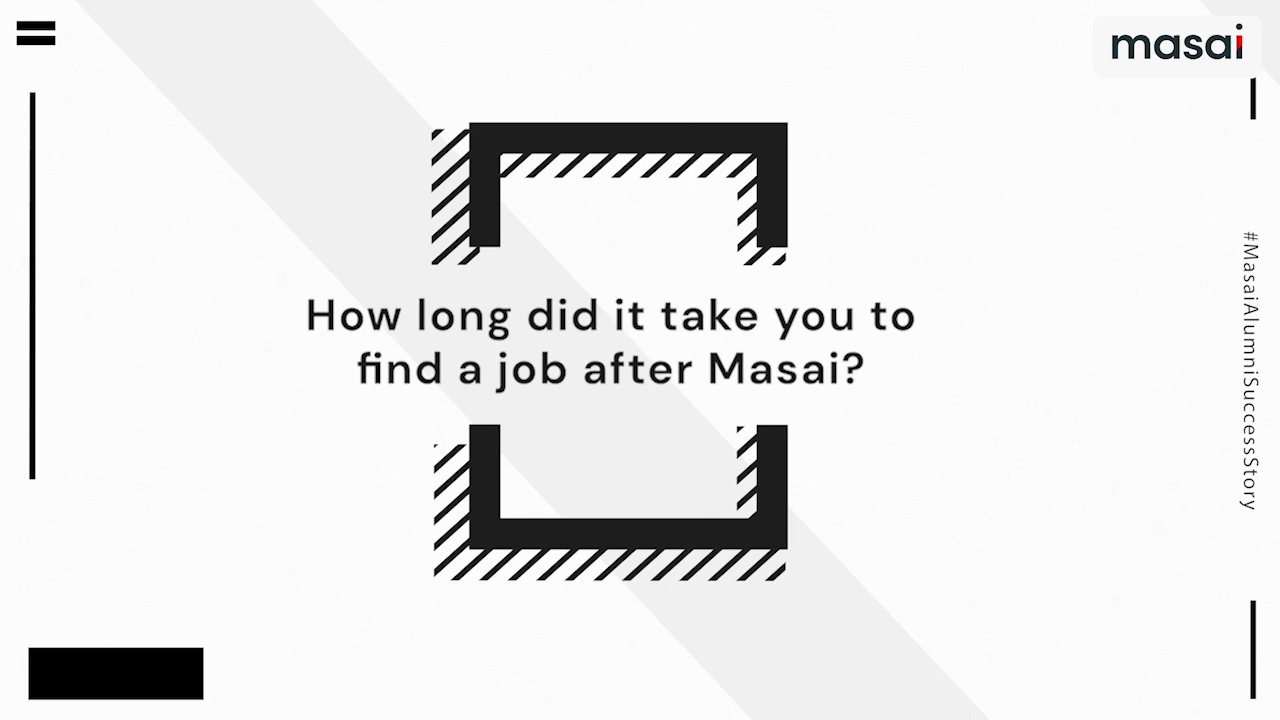 masai
How long did it take you to
find a job after Masai?
#MasaiAlumniSuccessStory